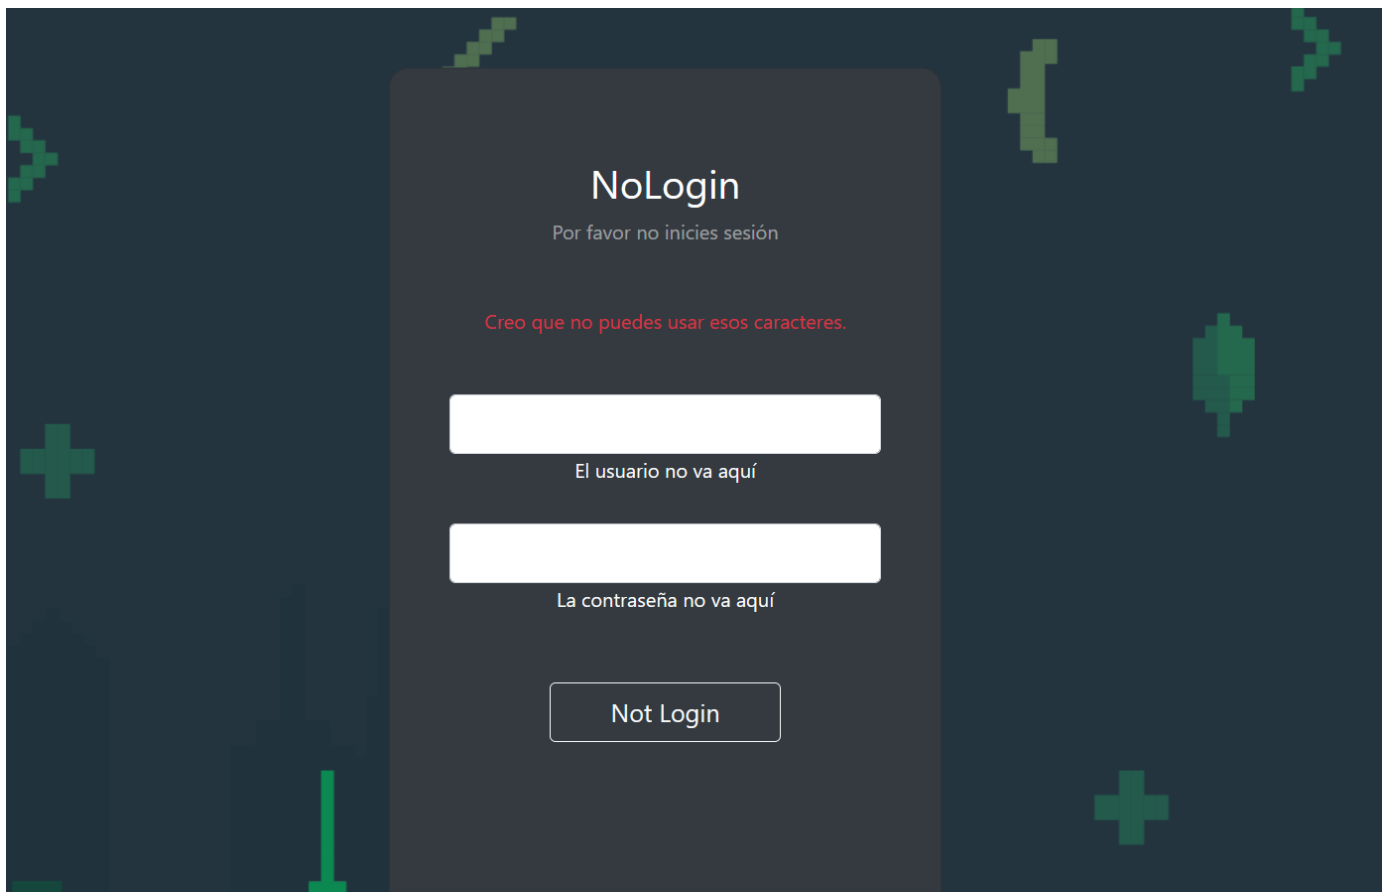 NoLogin
Por favor no inicies sesión
Creo que no puedes usar esos caracteres.
El usuario no va aquí
La contraseña no va aquí
Not Login